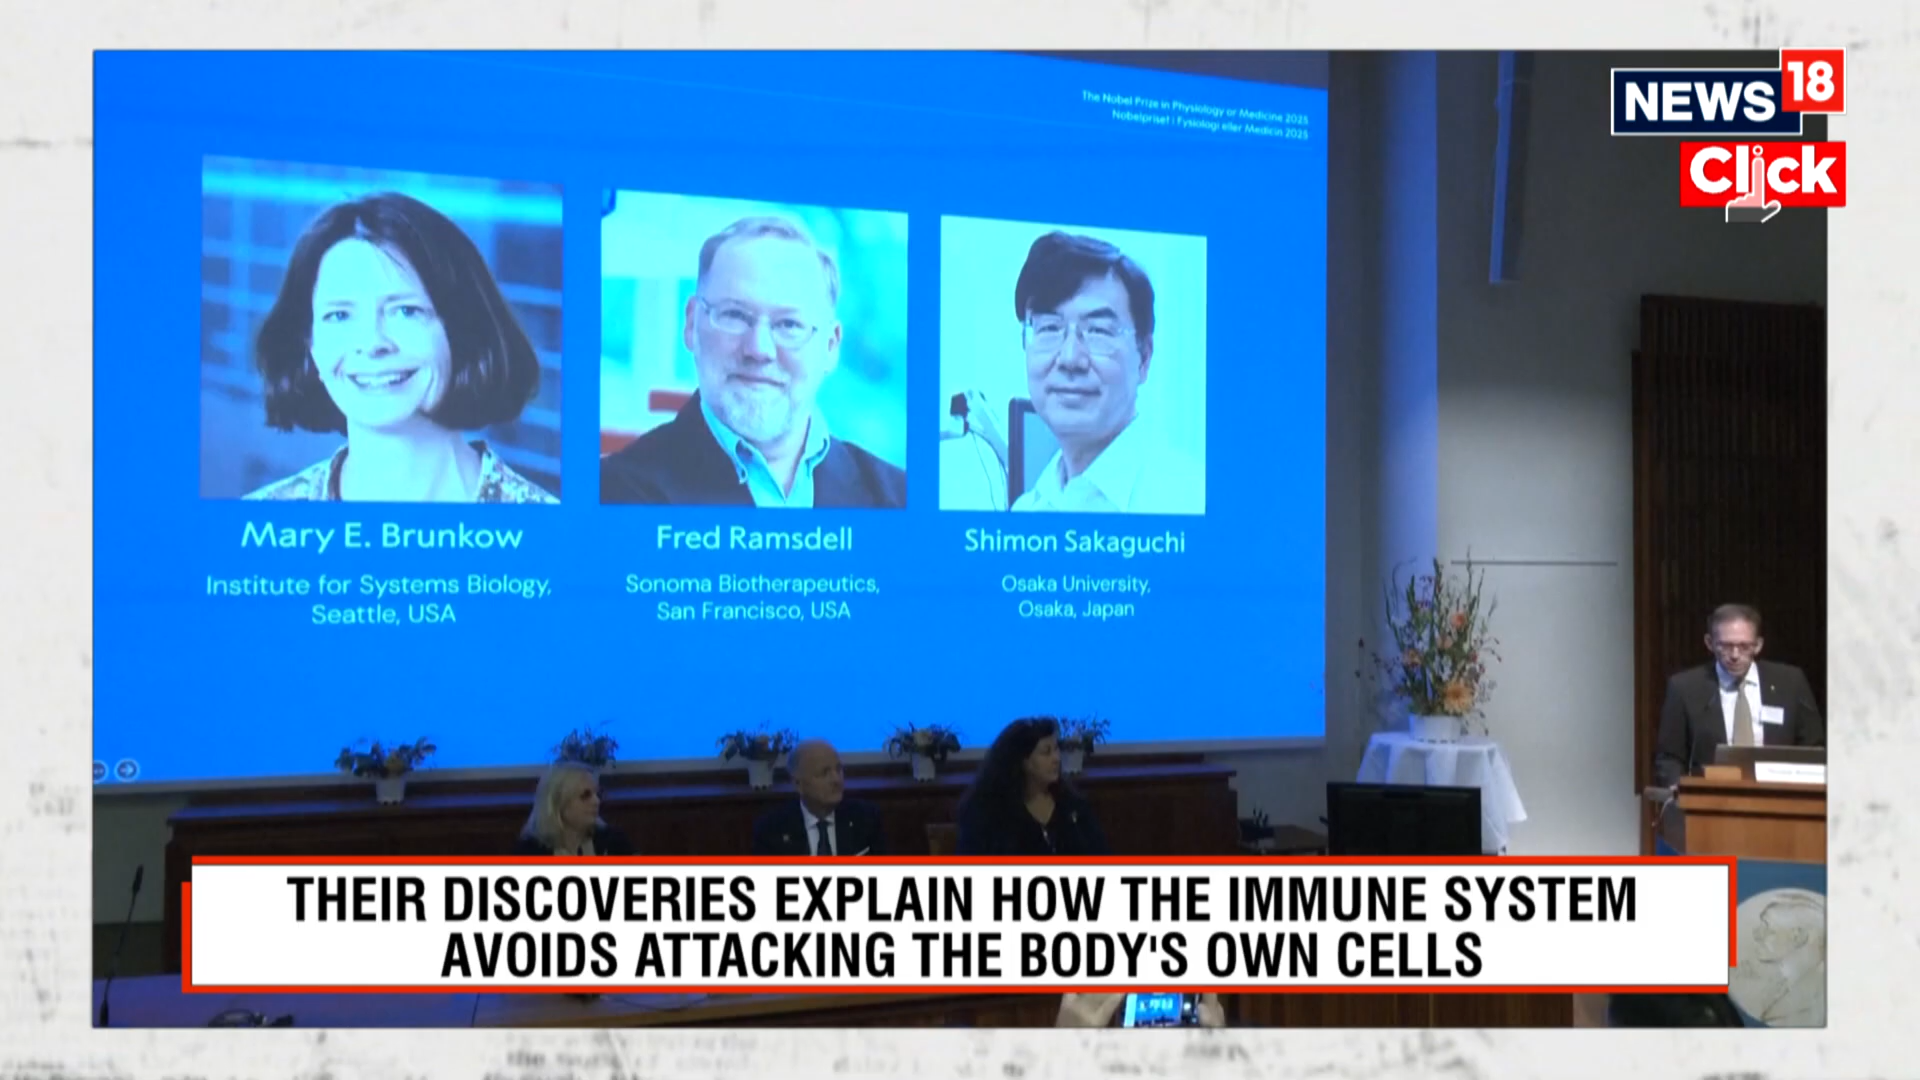 The Nobel Prize in Physiology or Medicine 2025
Nobelpriset i Fysiologi eller Medicin 2025
NEWS 18
Click
Mary E. Brunkow
Institute for Systems Biology,
Seattle, USA
Fred Ramsdell
Sonoma Biotherapeutics,
San Francisco, USA
Shimon Sakaguchi
Osaka University,
Osaka, Japan
THEIR DISCOVERIES EXPLAIN HOW THE IMMUNE SYSTEM
AVOIDS ATTACKING THE BODY'S OWN CELLS